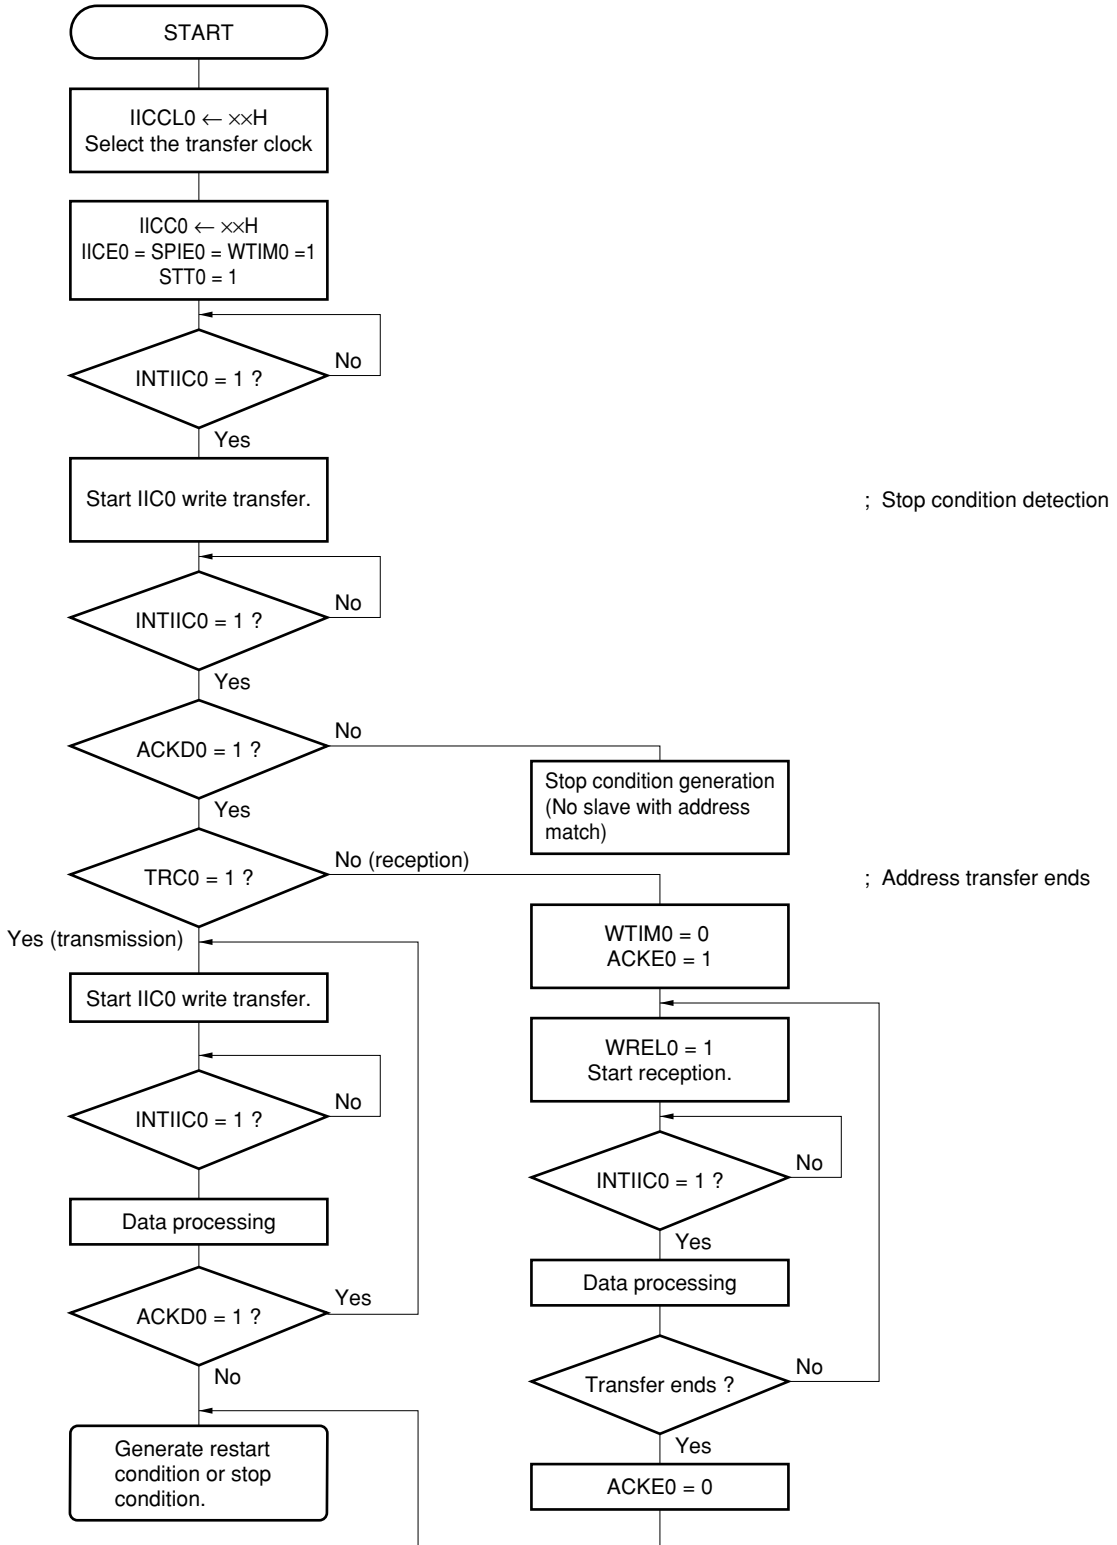 START
IICCL0 ← ××H
Select the transfer clock
IICC0 ← ××H
IICE0 = SPIE0 = WTIM0 =1
STT0 = 1
No
INTIIC0 = 1 ?
Yes
Start IIC0 write transfer.
; Stop condition detection
No
INTIIC0 = 1 ?
Yes
No
ACKD0 = 1 ?
Stop condition generation
(No slave with address
match)
Yes
No (reception)
TRC0 = 1 ?
; Address transfer ends
Yes (transmission)
WTIM0 = 0
ACKE0 = 1
Start IIC0 write transfer.
WREL0 = 1
Start reception.
No
INTIIC0 = 1 ?
No
INTIIC0 = 1 ?
Data processing
Yes
Data processing
Yes
ACKD0 = 1 ?
No
No
Transfer ends ?
Yes
Generate restart
condition or stop
condition.
ACKE0 = 0